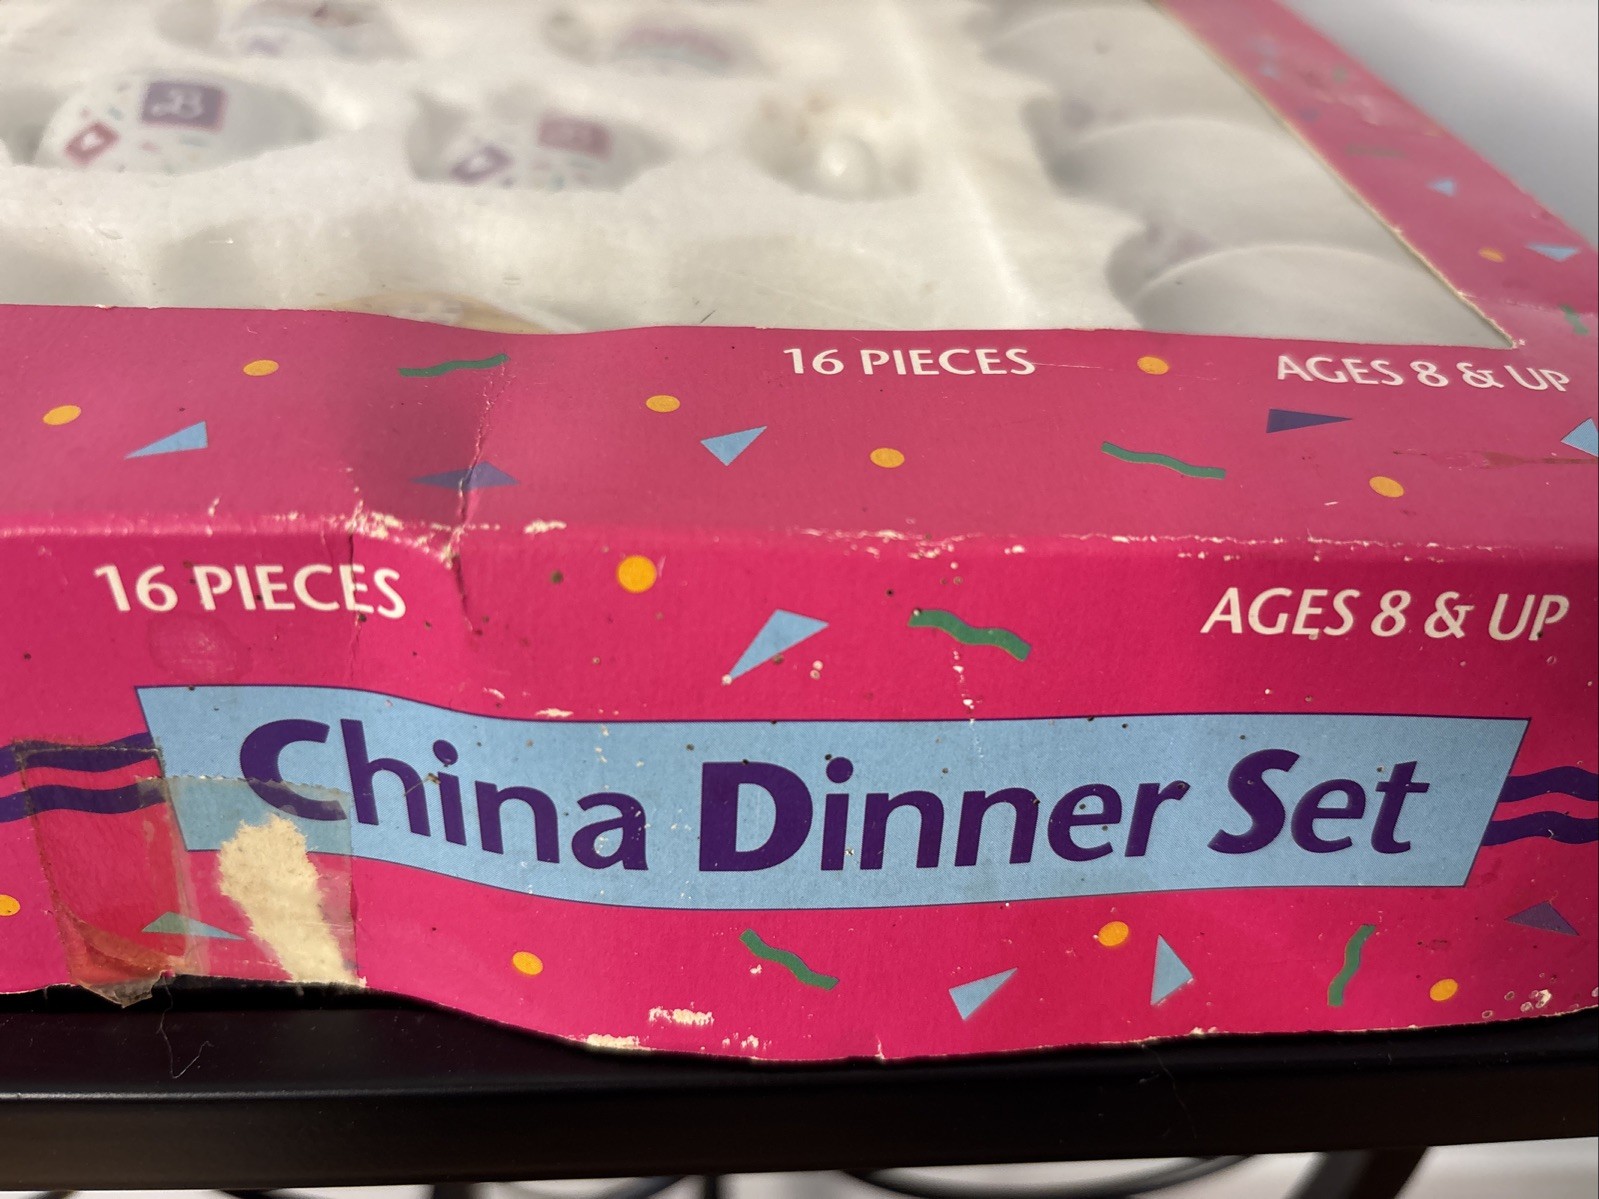 B
16 PIECES
AGES 8 & UP
16 PIECES
AGES 8 & UP
China Dinner Set